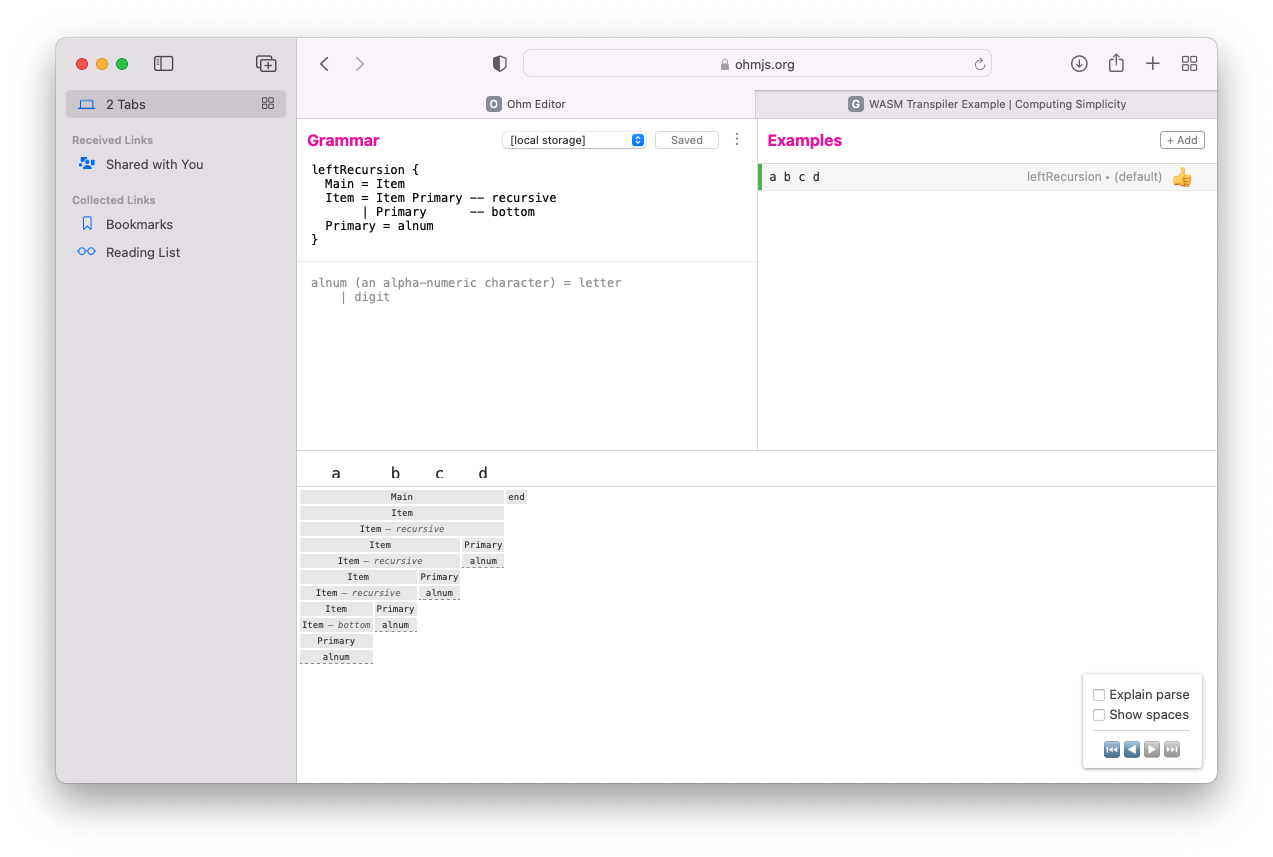 ohmjs.org
2 Tabs
O Ohm Editor
G WASM Transpiler Example | Computing Simplicity
Received Links
Shared with You
Collected Links
Bookmarks
Reading List
Grammar
[local storage]
Saved
leftRecursion {
  Main = Item
  Item = Item Primary -- recursive
       | Primary      -- bottom
  Primary = alnum
}
alnum (an alpha-numeric character) = letter
    | digit
Examples
+ Add
a b c d
leftRecursion ▸ (default) 👍
a b c d
Main end
Item
Item — recursive
Item Primary
Item — recursive alnum
Item Primary
Item — recursive alnum
Item Primary
Item — bottom alnum
Primary
alnum
Explain parse
Show spaces